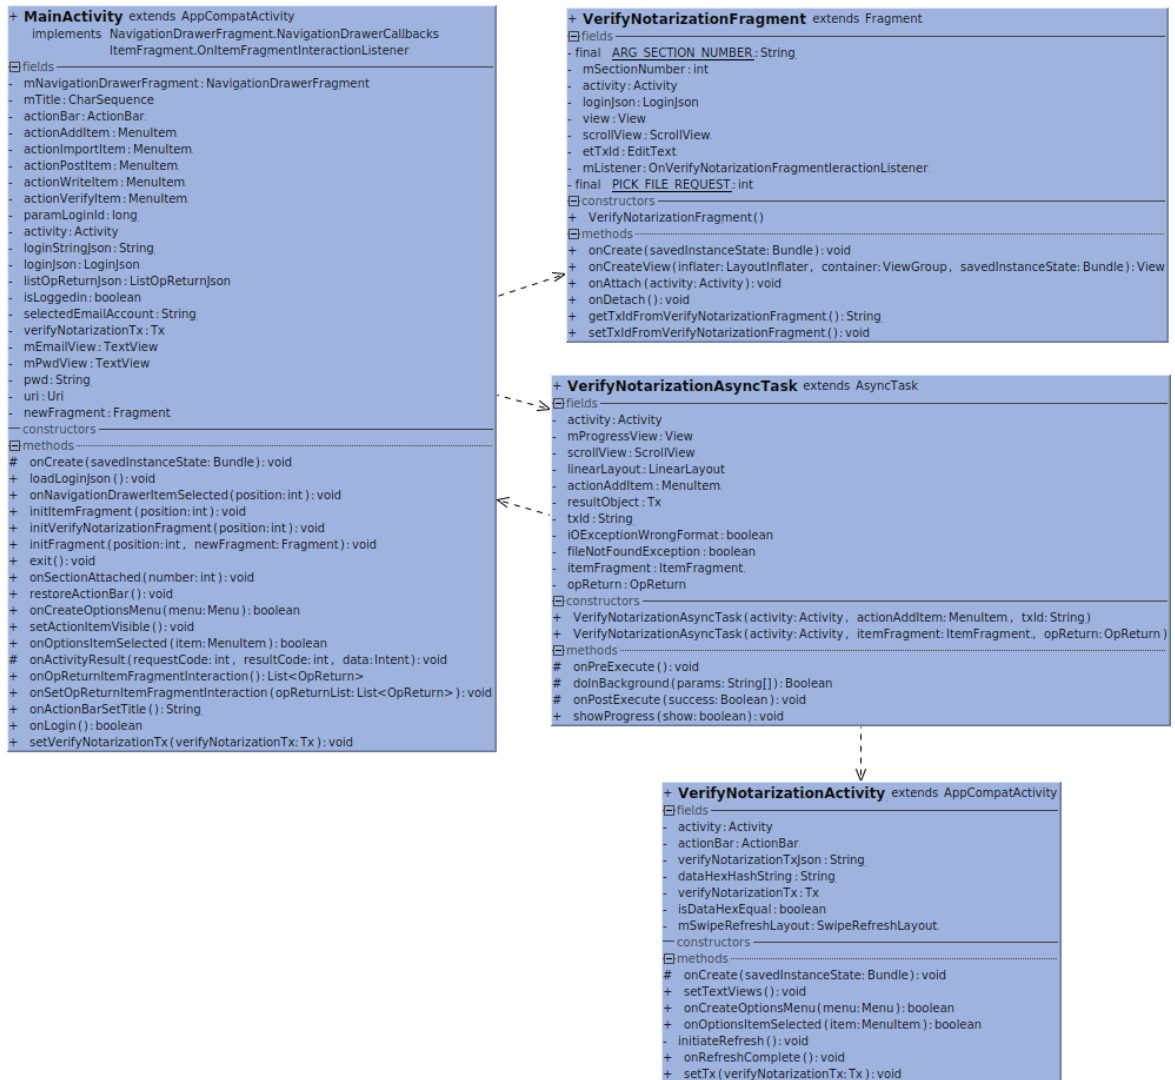 + MainActivity extends AppCompatActivity
implements NavigationDrawerFragment.NavigationDrawerCallbacks
ItemFragment.OnItemFragmentInteractionListener
fields
- mNavigationDrawerFragment: NavigationDrawerFragment
- mTitle: CharSequence
- actionBar: ActionBar
- actionAddItem: MenuItem
- actionImportItem: MenuItem
- actionPostItem: MenuItem
- actionWriteItem: MenuItem
- actionVerifyItem: MenuItem
- paramLoginId: long
- activity: Activity
- loginStringJson: String
- loginJson: LoginJson
- listOpReturnJson: ListOpReturnJson
- isLoggedin: boolean
- selectedEmailAccount: String
- verifyNotarizationTx: Tx
- mEmailView: TextView
- mPwdView: TextView
- pwd: String
- uri: Uri
- newFragment: Fragment
constructors
methods
# onCreate(savedInstanceState: Bundle): void
+ loadLoginJson(): void
+ onNavigationDrawerItemSelected(position: int): void
+ initItemFragment(position: int): void
+ initVerifyNotarizationFragment(position: int): void
+ initFragment(position: int, newFragment: Fragment): void
+ exit(): void
+ onSectionAttached(number: int): void
+ restoreActionBar(): void
+ onCreateOptionsMenu(menu: Menu): boolean
+ setActionItemVisible(): void
+ onOptionsItemSelected(item: MenuItem): boolean
# onActivityResult(requestCode: int, resultCode: int, data: Intent): void
+ onOpReturnItemFragmentInteraction(): List<OpReturn>
+ onSetOpReturnItemFragmentInteraction(opReturnList: List<OpReturn>): void
+ onActionBarSetTitle(): String
+ onLogin(): boolean
+ setVerifyNotarizationTx(verifyNotarizationTx: Tx): void
+ VerifyNotarizationFragment extends Fragment
fields
- final ARG_SECTION_NUMBER: String
- mSectionNumber: int
- activity: Activity
- loginJson: LoginJson
- view: View
- scrollView: ScrollView
- etTxId: EditText
- mListener: OnVerifyNotarizationFragmentIeractionListener
- final PICK_FILE_REQUEST: int
constructors
+ VerifyNotarizationFragment()
methods
+ onCreate(savedInstanceState: Bundle): void
+ onCreateView(inflater: LayoutInflater, container: ViewGroup, savedInstanceState: Bundle): View
+ onAttach(activity: Activity): void
+ onDetach(): void
+ getTxIdFromVerifyNotarizationFragment(): String
+ setTxIdFromVerifyNotarizationFragment(): void
+ VerifyNotarizationAsyncTask extends AsyncTask
fields
- activity: Activity
- mProgressView: View
- scrollView: ScrollView
- linearLayout: LinearLayout
- actionAddItem: MenuItem
- resultObject: Tx
- txId: String
- iOExceptionWrongFormat: boolean
- fileNotFoundException: boolean
- itemFragment: ItemFragment
- opReturn: OpReturn
constructors
+ VerifyNotarizationAsyncTask(activity: Activity, actionAddItem: MenuItem, txId: String)
+ VerifyNotarizationAsyncTask(activity: Activity, itemFragment: ItemFragment, opReturn: OpReturn)
methods
# onPreExecute(): void
# doInBackground(params: String[]): Boolean
# onPostExecute(success: Boolean): void
+ showProgress(show: boolean): void
+ VerifyNotarizationActivity extends AppCompatActivity
fields
- activity: Activity
- actionBar: ActionBar
- verifyNotarizationTxJson: String
- dataHexHashString: String
- verifyNotarizationTx: Tx
- isDataHexEqual: boolean
- mSwipeRefreshLayout: SwipeRefreshLayout
constructors
methods
# onCreate(savedInstanceState: Bundle): void
+ setTextViews(): void
+ onCreateOptionsMenu(menu: Menu): boolean
+ onOptionsItemSelected(item: MenuItem): boolean
- initiateRefresh(): void
+ onRefreshComplete(): void
+ setTx(verifyNotarizationTx: Tx): void